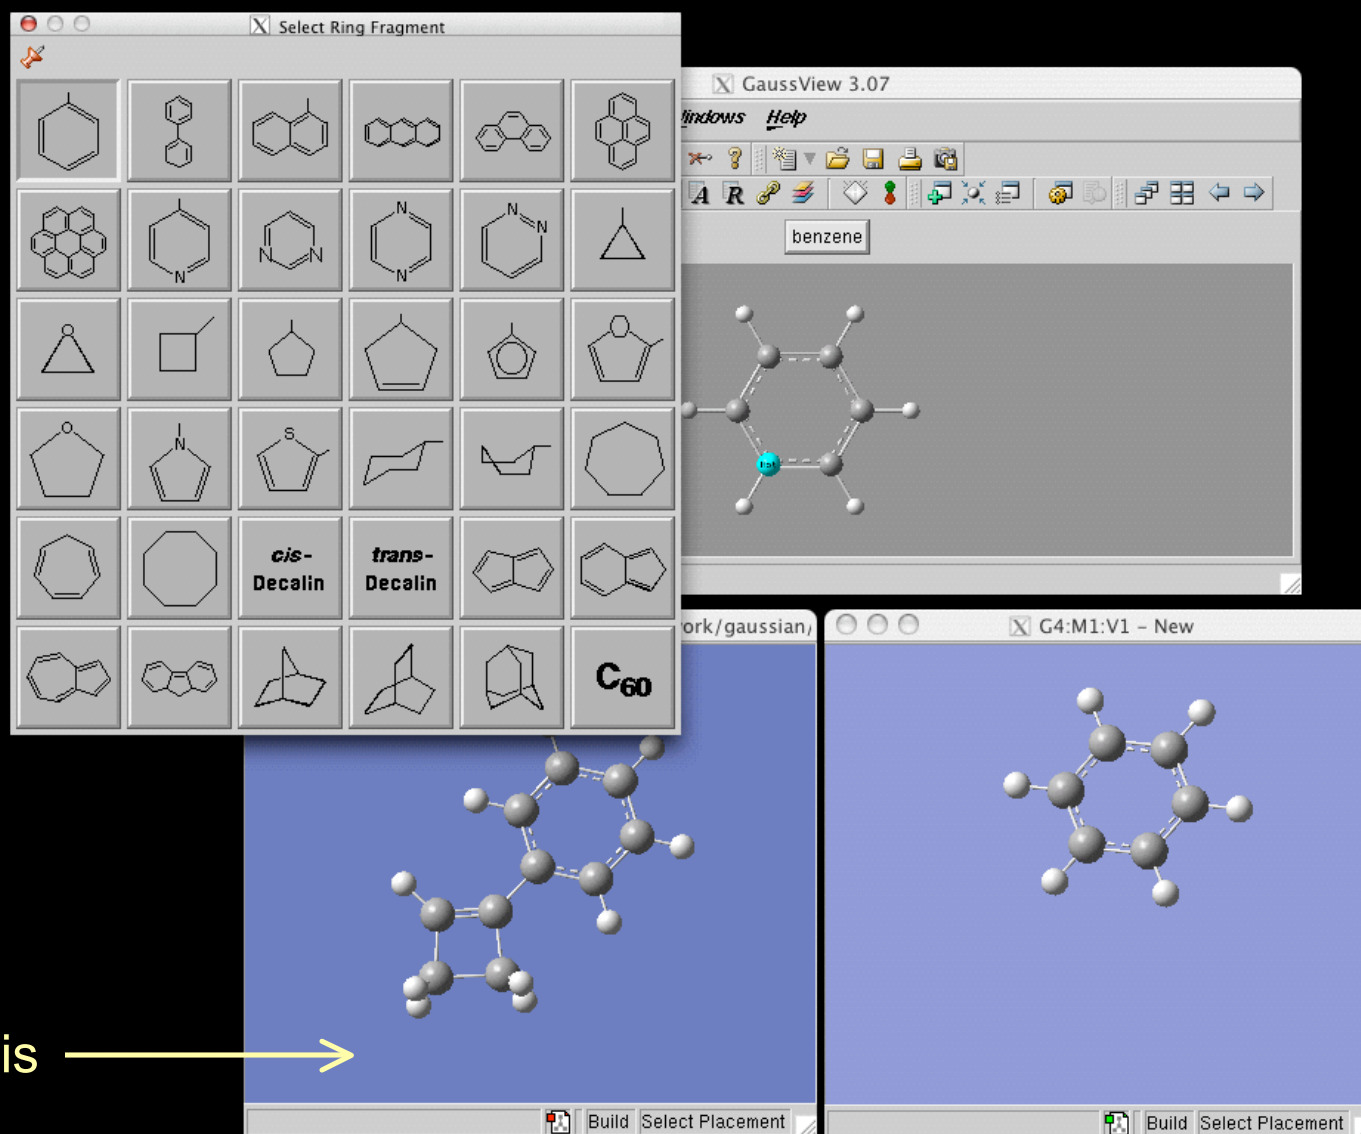 Select Ring Fragment
GaussView 3.07
indows Help
A R
benzene
N
N N
N N
N N
O
O
O
N
S
cis-
Decalin
trans-
Decalin
C60
ork/gaussian/
G4:M1:V1 - New
is
Build Select Placement
Build Select Placement